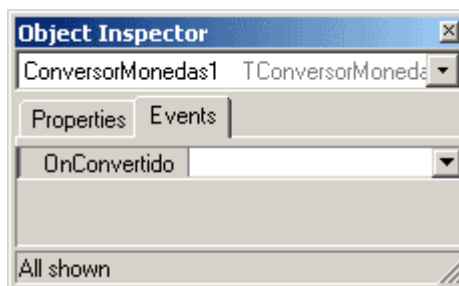 Object Inspector
ConversorMonedas1 TConversorMoneda
Properties Events
OnConvertido
All shown